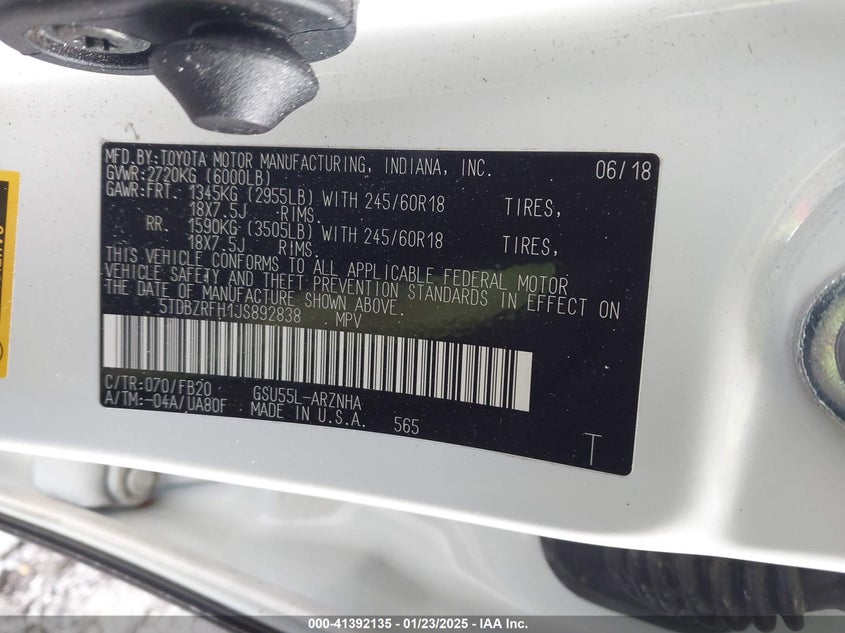 MFD.BY:TOYOTA MOTOR MANUFACTURING, INDIANA, INC. 06/18
GVWR:2720KG (6000LB)
GAWR:FRT. 1345KG (2955LB) WITH 245/60R18 TIRES,
18X7.5J RIMS.
RR. 1590KG (3505LB) WITH 245/60R18 TIRES,
18X7.5J RIMS.
THIS VEHICLE CONFORMS TO ALL APPLICABLE FEDERAL MOTOR
VEHICLE SAFETY AND THEFT PREVENTION STANDARDS IN EFFECT ON
THE DATE OF MANUFACTURE SHOWN ABOVE.
5TDBZRFH1JS892838 MPV
C/TR:070/FB20 GSU55L-ARZNHA
A/TM:-04A/UA80F MADE IN U.S.A. 565
T
000-41392135 - 01/23/2025 - IAA Inc.